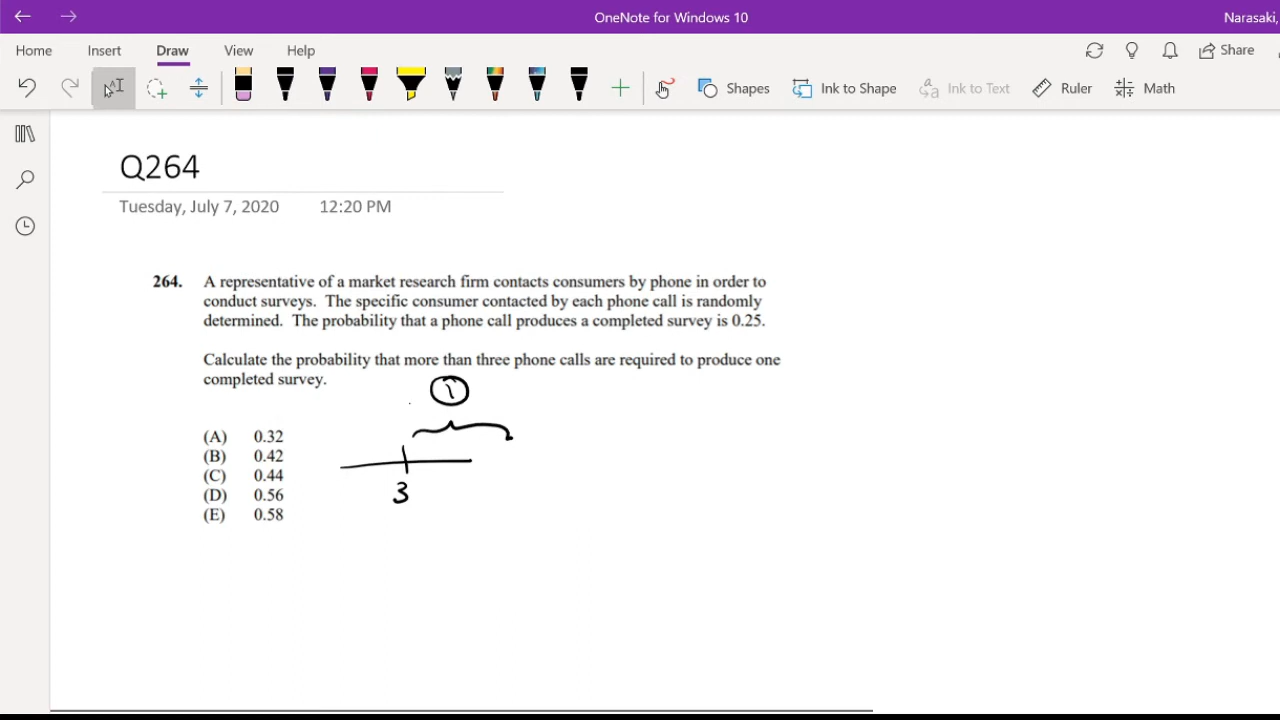 OneNote for Windows 10
Narasaki,
Home Insert Draw View Help Share
Shapes Ink to Shape Ink to Text Ruler Math
Q264
Tuesday, July 7, 2020 12:20 PM
264. A representative of a market research firm contacts consumers by phone in order to
conduct surveys. The specific consumer contacted by each phone call is randomly
determined. The probability that a phone call produces a completed survey is 0.25.
Calculate the probability that more than three phone calls are required to produce one
completed survey.
1
(A) 0.32
(B) 0.42
(C) 0.44
(D) 0.56
(E) 0.58
3